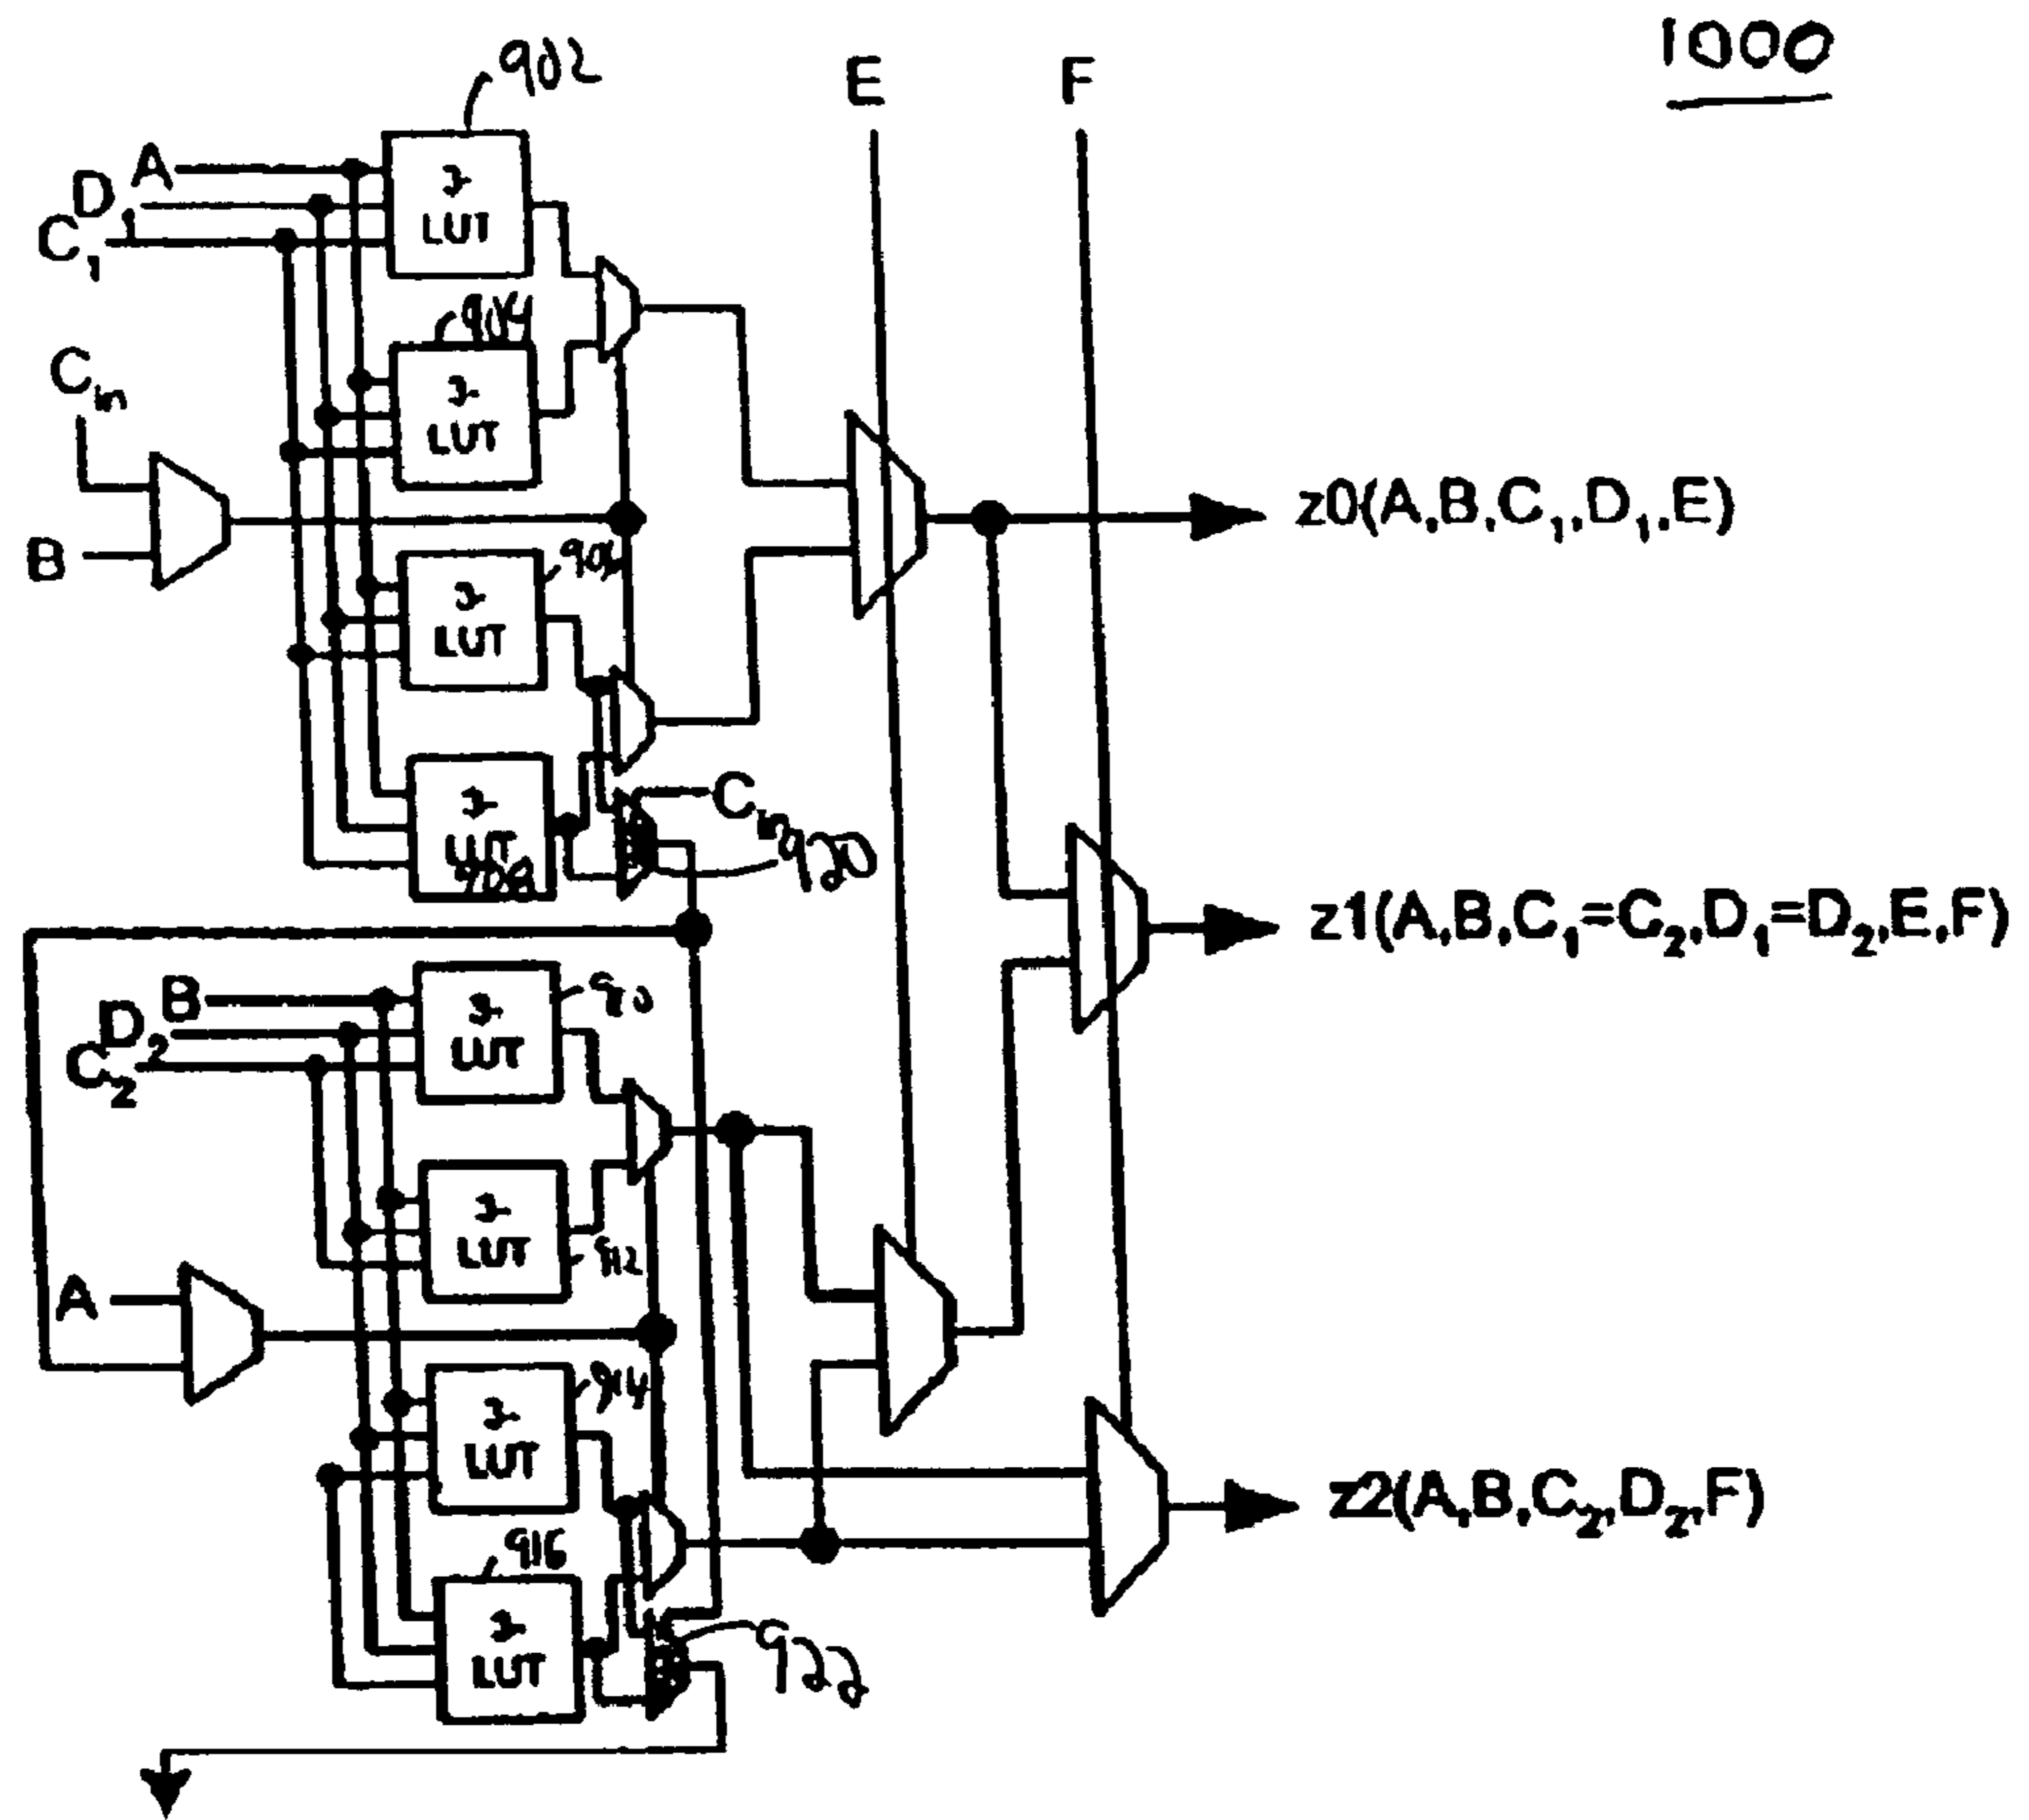 1000
902
E F
A
D1
C1
3-
LUT
904
3-
LUT
Cin
B
z0(A,B,C1,D1,E)
3-
LUT
3-
LUT
Cin
920
z1(A,B,C1=C2,D1=D2,E,F)
B
D2
C2
3-
LUT
3-
LUT
912
A
914
3-
LUT
z2(A,B,C2,D2,F)
916
3-
LUT
922